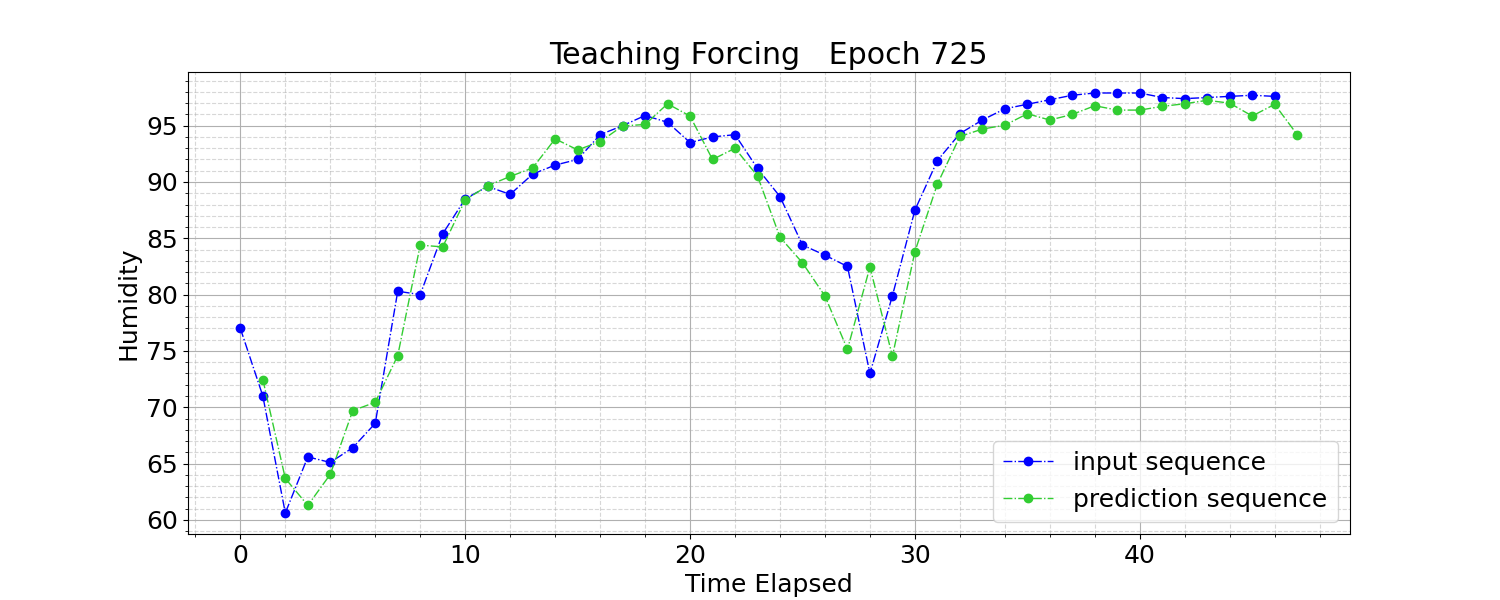 Teaching Forcing   Epoch 725
Humidity
95
90
85
80
75
70
65
60
input sequence
prediction sequence
0 10 20 30 40
Time Elapsed